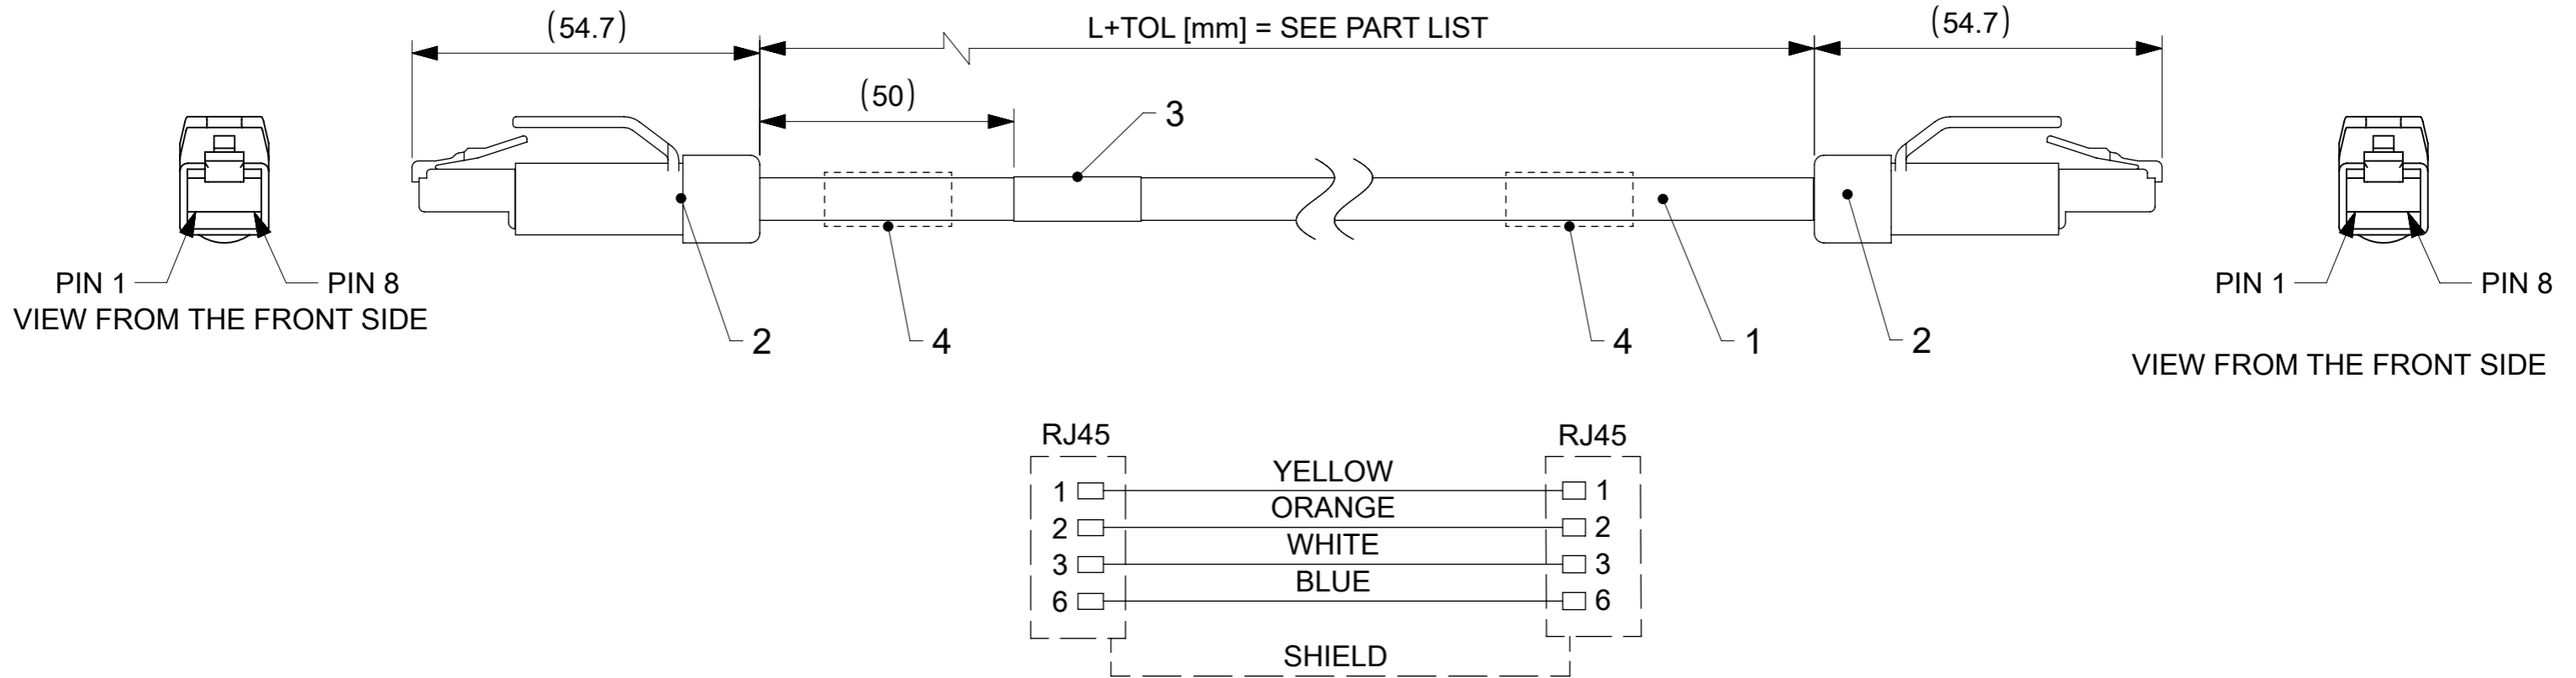 (54.7)
L+TOL [mm] = SEE PART LIST
(54.7)
(50)
3
PIN 1
PIN 8
VIEW FROM THE FRONT SIDE
2
4
4
1
2
PIN 1
PIN 8
VIEW FROM THE FRONT SIDE
RJ45
RJ45
1
YELLOW
1
2
ORANGE
2
3
WHITE
3
6
BLUE
6
SHIELD